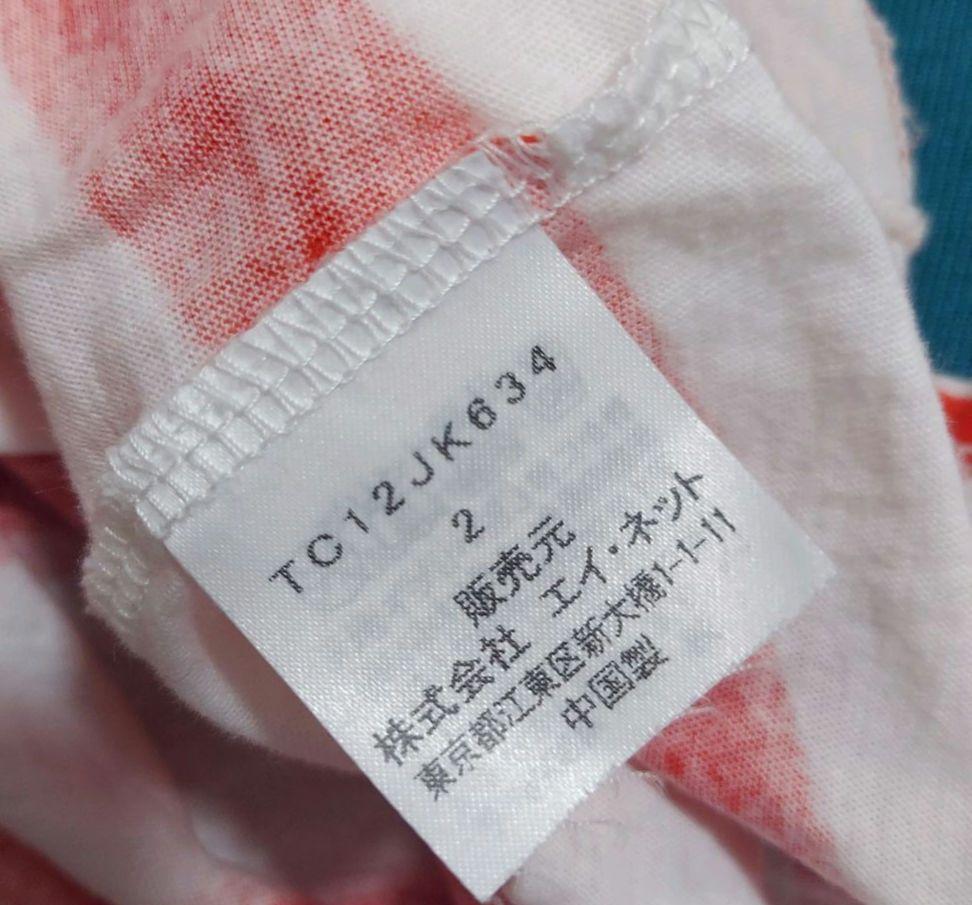 TC12JK634
2
販売元
株式会社 エイ・ネット
東京都江東区新大橋1-1-11
中国製